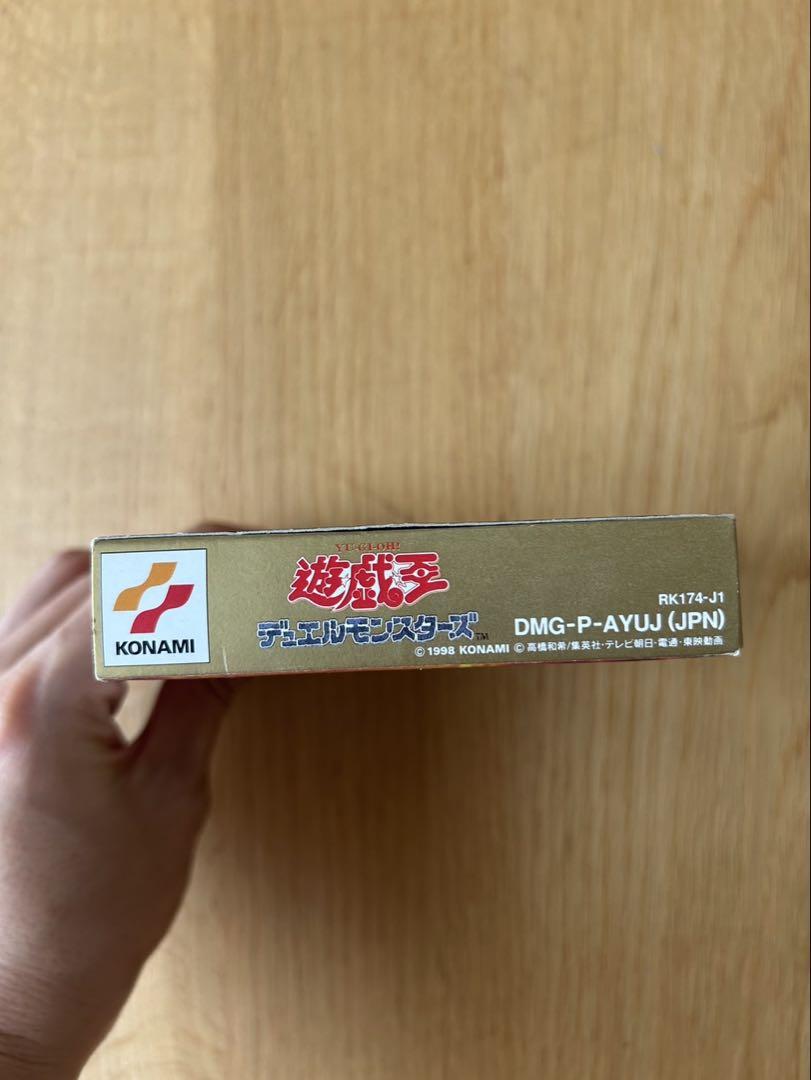 KONAMI
YU-GI-OH!
遊戯王
デュエルモンスターズ™
RK174-J1
DMG-P-AYUJ (JPN)
©1998 KONAMI ©高橋和希/集英社・テレビ朝日・電通・東映動画